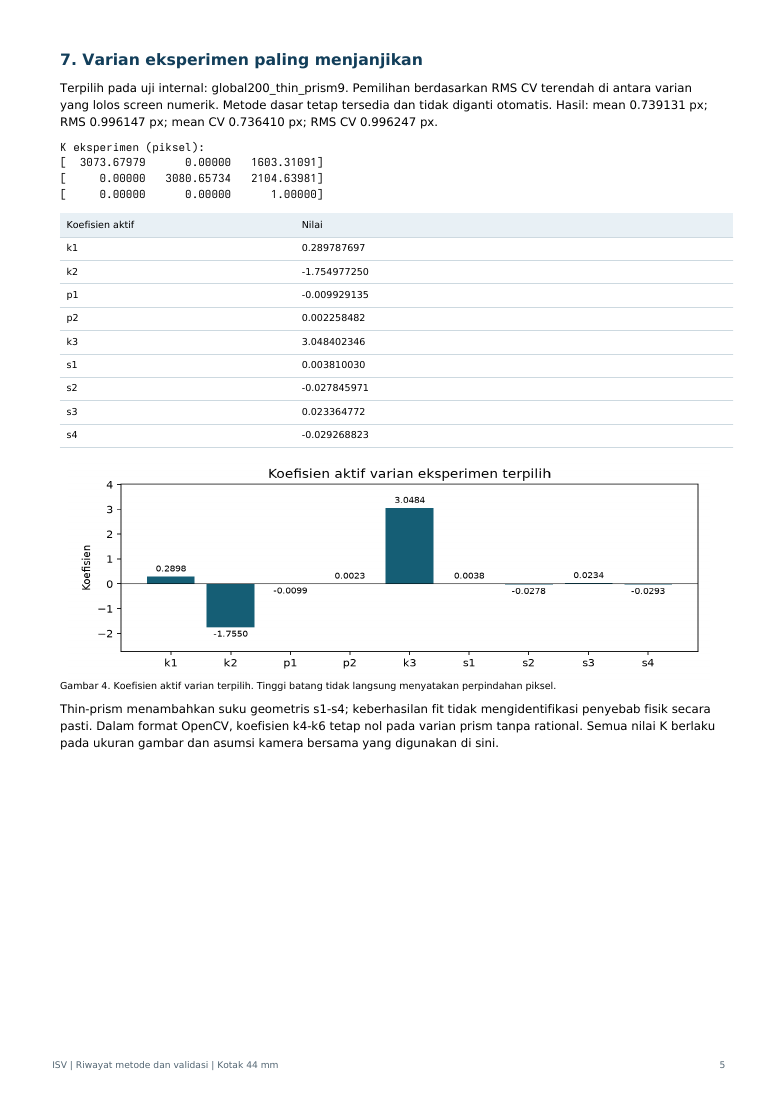 7. Varian eksperimen paling menjanjikan
Terpilih pada uji internal: global200_thin_prism9. Pemilihan berdasarkan RMS CV terendah di antara varian
yang lolos screen numerik. Metode dasar tetap tersedia dan tidak diganti otomatis. Hasil: mean 0.739131 px;
RMS 0.996147 px; mean CV 0.736410 px; RMS CV 0.996247 px.
K eksperimen (piksel):
[ 3073.67979 0.00000 1603.31091]
[ 0.00000 3080.65734 2104.63981]
[ 0.00000 0.00000 1.00000]
Koefisien aktif Nilai
k1 0.289787697
k2 -1.754977250
p1 -0.009929135
p2 0.002258482
k3 3.048402346
s1 0.003810030
s2 -0.027845971
s3 0.023364772
s4 -0.029268823
Koefisien aktif varian eksperimen terpilih
Koefisien
4
3
2
1
0
−1
−2
0.2898
-1.7550
-0.0099
0.0023
3.0484
0.0038
-0.0278
0.0234
-0.0293
k1 k2 p1 p2 k3 s1 s2 s3 s4
Gambar 4. Koefisien aktif varian terpilih. Tinggi batang tidak langsung menyatakan perpindahan piksel.
Thin-prism menambahkan suku geometris s1-s4; keberhasilan fit tidak mengidentifikasi penyebab fisik secara
pasti. Dalam format OpenCV, koefisien k4-k6 tetap nol pada varian prism tanpa rational. Semua nilai K berlaku
pada ukuran gambar dan asumsi kamera bersama yang digunakan di sini.
ISV | Riwayat metode dan validasi | Kotak 44 mm 5